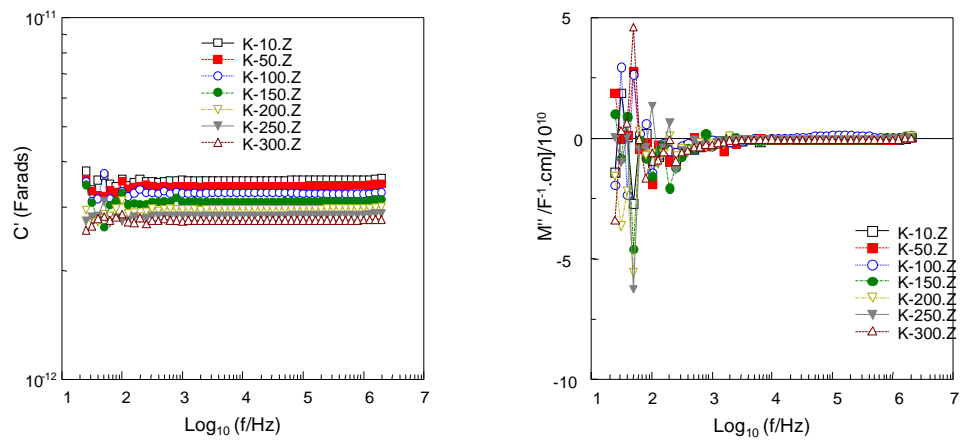 10⁻¹¹
K-10.Z
K-50.Z
K-100.Z
K-150.Z
K-200.Z
K-250.Z
K-300.Z
C' (Farads)
10⁻¹²
1 2 3 4 5 6 7
Log₁₀ (f/Hz)
10
5
0
-5
-10
M''/F⁻¹.cm]/10¹⁰
K-10.Z
K-50.Z
K-100.Z
K-150.Z
K-200.Z
K-250.Z
K-300.Z
1 2 3 4 5 6 7
Log₁₀ (f/Hz)